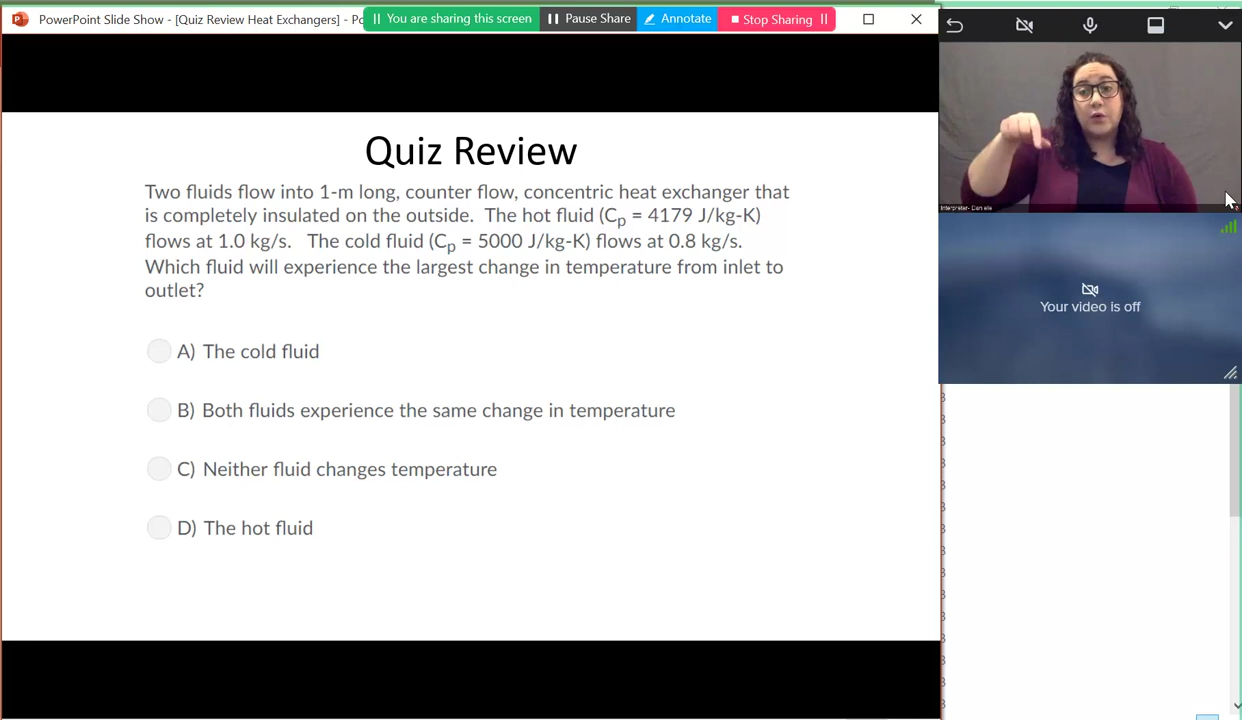 PowerPoint Slide Show - [Quiz Review Heat Exchangers] - Po
You are sharing this screen
Pause Share
Annotate
Stop Sharing
Quiz Review
Two fluids flow into 1-m long, counter flow, concentric heat exchanger that
is completely insulated on the outside. The hot fluid (Cp = 4179 J/kg-K)
flows at 1.0 kg/s. The cold fluid (Cp = 5000 J/kg-K) flows at 0.8 kg/s.
Which fluid will experience the largest change in temperature from inlet to
outlet?
A) The cold fluid
B) Both fluids experience the same change in temperature
C) Neither fluid changes temperature
D) The hot fluid
Interpreter- Danielle
Your video is off